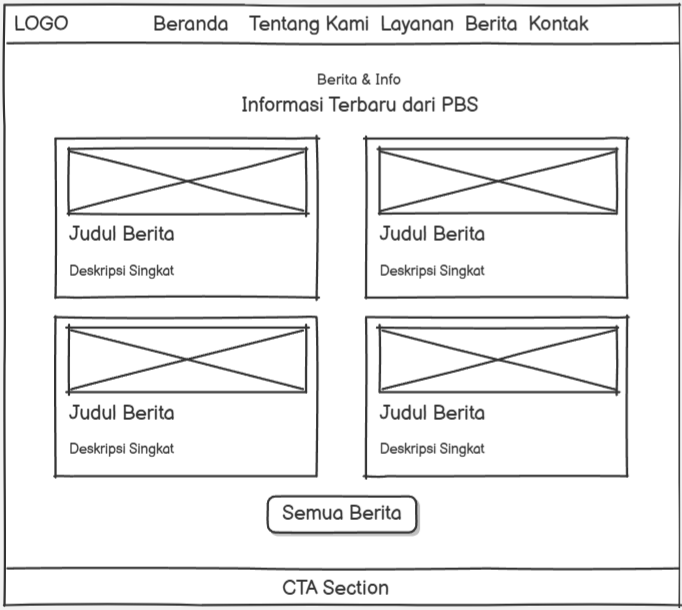 LOGO Beranda Tentang Kami Layanan Berita Kontak
Berita & Info
Informasi Terbaru dari PBS
Judul Berita
Deskripsi Singkat
Judul Berita
Deskripsi Singkat
Judul Berita
Deskripsi Singkat
Judul Berita
Deskripsi Singkat
Semua Berita
CTA Section